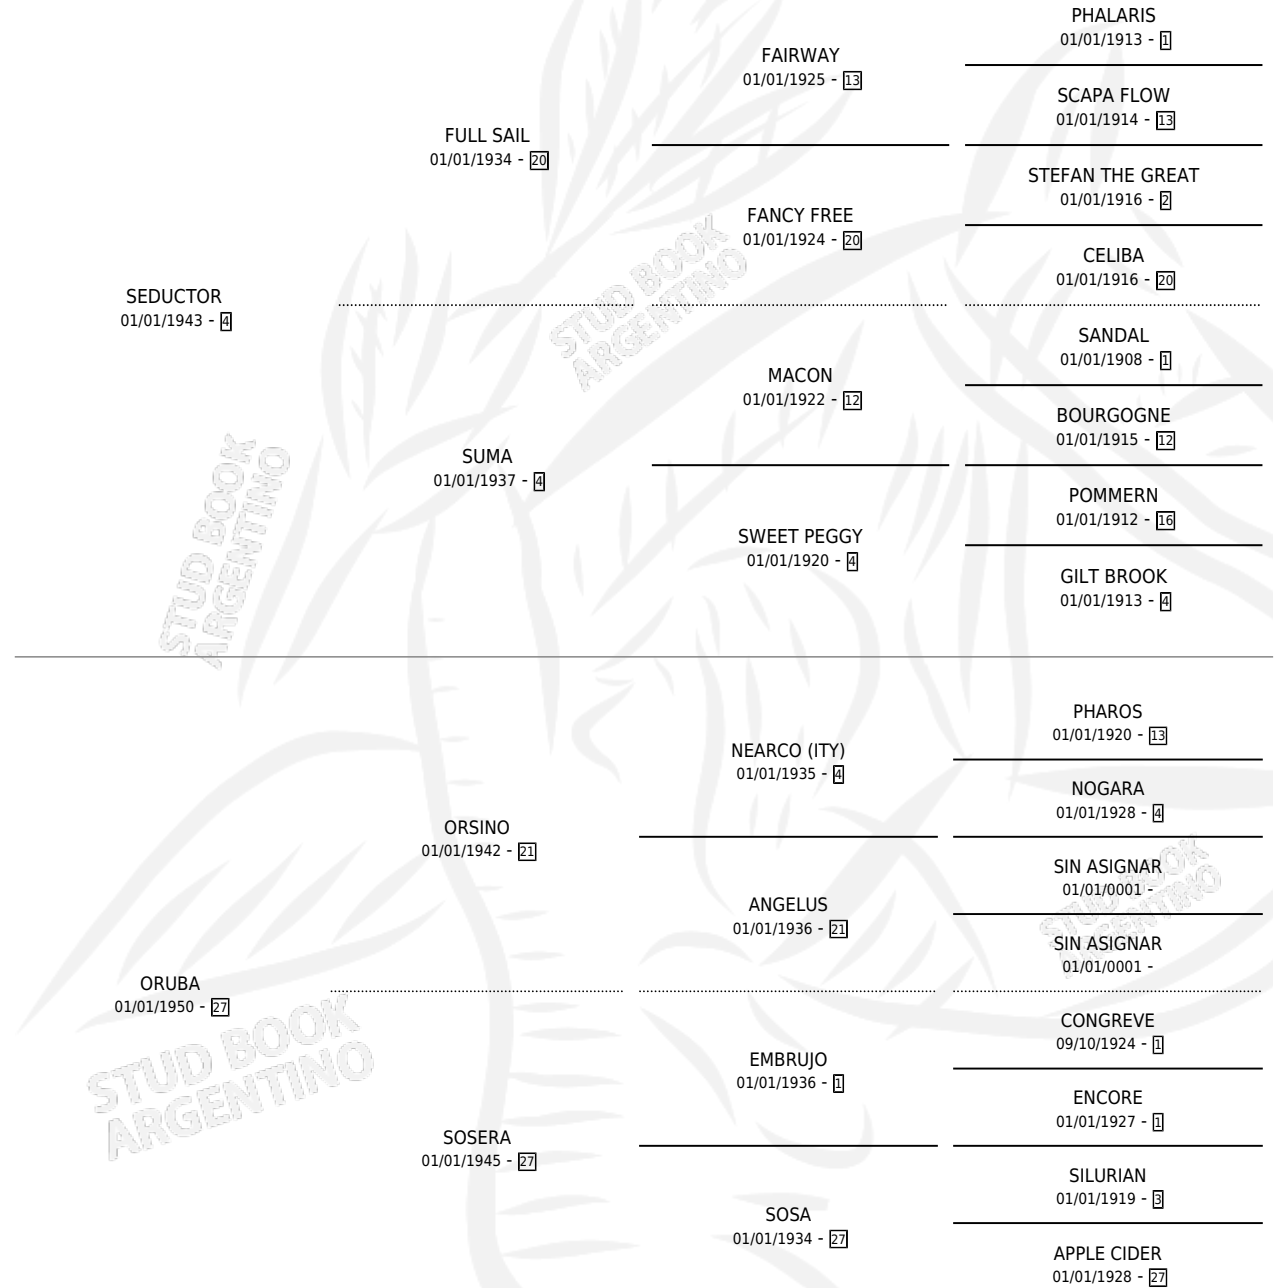 PHALARIS
01/01/1913 - 1
FAIRWAY
01/01/1925 - 13
SCAPA FLOW
01/01/1914 - 13
FULL SAIL
01/01/1934 - 20
STEFAN THE GREAT
01/01/1916 - 2
FANCY FREE
01/01/1924 - 20
CELIBA
01/01/1916 - 20
SEDUCTOR
01/01/1943 - 4
SANDAL
01/01/1908 - 1
MACON
01/01/1922 - 12
BOURGOGNE
01/01/1915 - 12
SUMA
01/01/1937 - 4
POMMERN
01/01/1912 - 16
SWEET PEGGY
01/01/1920 - 4
GILT BROOK
01/01/1913 - 4
PHAROS
01/01/1920 - 13
NEARCO (ITY)
01/01/1935 - 4
NOGARA
01/01/1928 - 4
ORSINO
01/01/1942 - 21
SIN ASIGNAR
01/01/0001 -
ANGELUS
01/01/1936 - 21
SIN ASIGNAR
01/01/0001 -
ORUBA
01/01/1950 - 27
CONGREVE
09/10/1924 - 1
EMBRUJO
01/01/1936 - 1
ENCORE
01/01/1927 - 1
SOSERA
01/01/1945 - 27
SILURIAN
01/01/1919 - 3
SOSA
01/01/1934 - 27
APPLE CIDER
01/01/1928 - 27
STUD BOOK
ARGENTINO
STUD BOOK
ARGENTINO
STUD BOOK
ARGENTINO
STUD BOOK
ARGENTINO